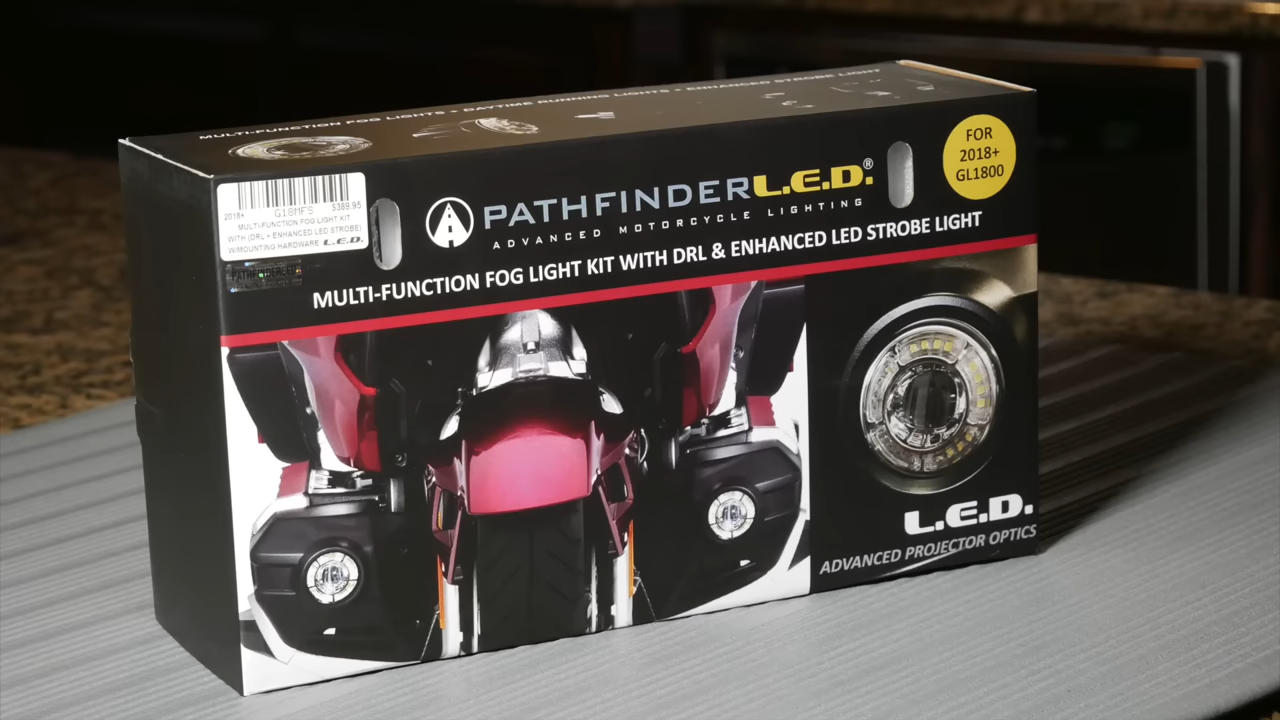 MULTI-FUNCTION FOG LIGHTS • DAYTIME RUNNING LIGHTS • ENHANCED STROBE LIGHT
2018+ G18MFS $389.95
MULTI-FUNCTION FOG LIGHT KIT
WITH (DRL + ENHANCED LED STROBE)
W/MOUNTING HARDWARE L.E.D.
PATHFINDERLED
PATHFINDERL.E.D.®
ADVANCED MOTORCYCLE LIGHTING
FOR
2018+
GL1800
MULTI-FUNCTION FOG LIGHT KIT WITH DRL & ENHANCED LED STROBE LIGHT
L.E.D.
ADVANCED PROJECTOR OPTICS